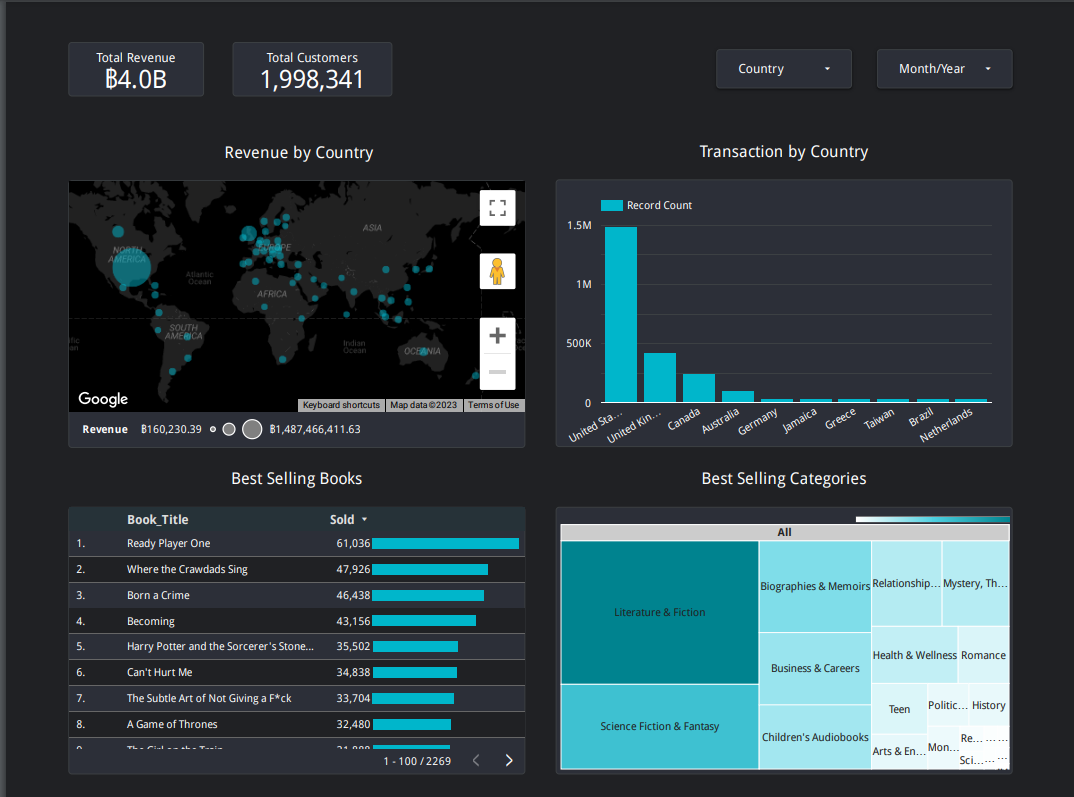 Total Revenue
฿4.0B
Total Customers
1,998,341
Country
Month/Year
Revenue by Country
Transaction by Country
NORTH
AMERICA
Atlantic
Ocean
EUROPE
ASIA
AFRICA
SOUTH
AMERICA
Indian
Ocean
OCEANIA
Google
Keyboard shortcuts
Map data ©2023
Terms of Use
Revenue ฿160,230.39 ฿1,487,466,411.63
Record Count
1.5M
1M
500K
0
United Sta…
United Kin…
Canada
Australia
Germany
Jamaica
Greece
Taiwan
Brazil
Netherlands
Best Selling Books
Best Selling Categories
Book_Title Sold
1. Ready Player One 61,036
2. Where the Crawdads Sing 47,926
3. Born a Crime 46,438
4. Becoming 43,156
5. Harry Potter and the Sorcerer's Stone... 35,502
6. Can't Hurt Me 34,838
7. The Subtle Art of Not Giving a F*ck 33,704
8. A Game of Thrones 32,480
1 - 100 / 2269
All
Literature & Fiction
Science Fiction & Fantasy
Biographies & Memoirs
Business & Careers
Children's Audiobooks
Relationship…
Mystery, Th…
Health & Wellness
Romance
Teen
Politic…
History
Arts & En…
Mon…
Re…
Sci…